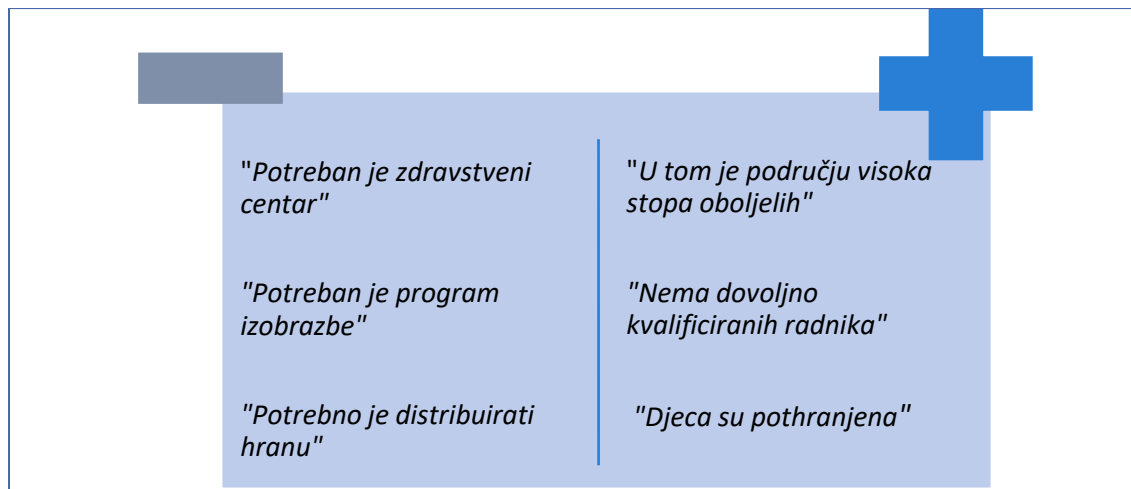 "Potreban je zdravstveni
centar"
"Potreban je program
izobrazbe"
"Potrebno je distribuirati
hranu"
"U tom je području visoka
stopa oboljelih"
"Nema dovoljno
kvalificiranih radnika"
"Djeca su pothranjena"